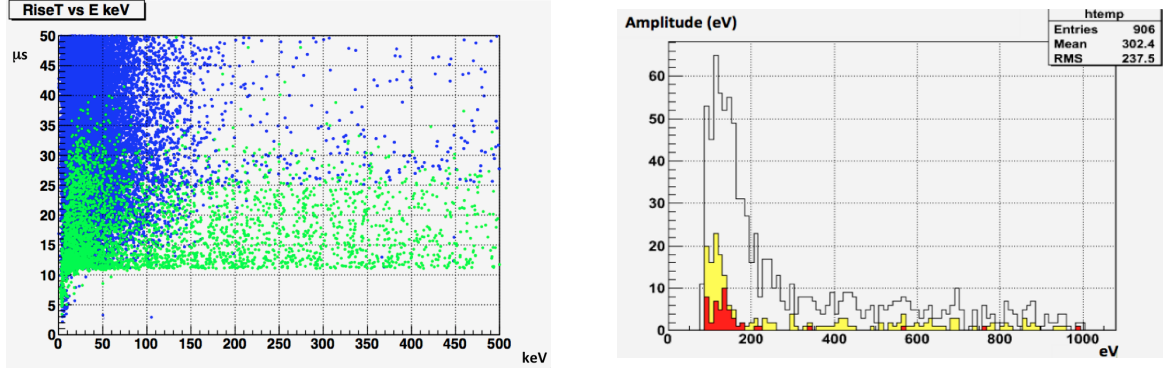 RiseT vs E keV
μs
50
45
40
35
30
25
20
15
10
5
0
0 50 100 150 200 250 300 350 400 450 500
keV
Amplitude (eV)
htemp
Entries 906
Mean 302.4
RMS 237.5
60
50
40
30
20
10
0
0 200 400 600 800 1000
eV